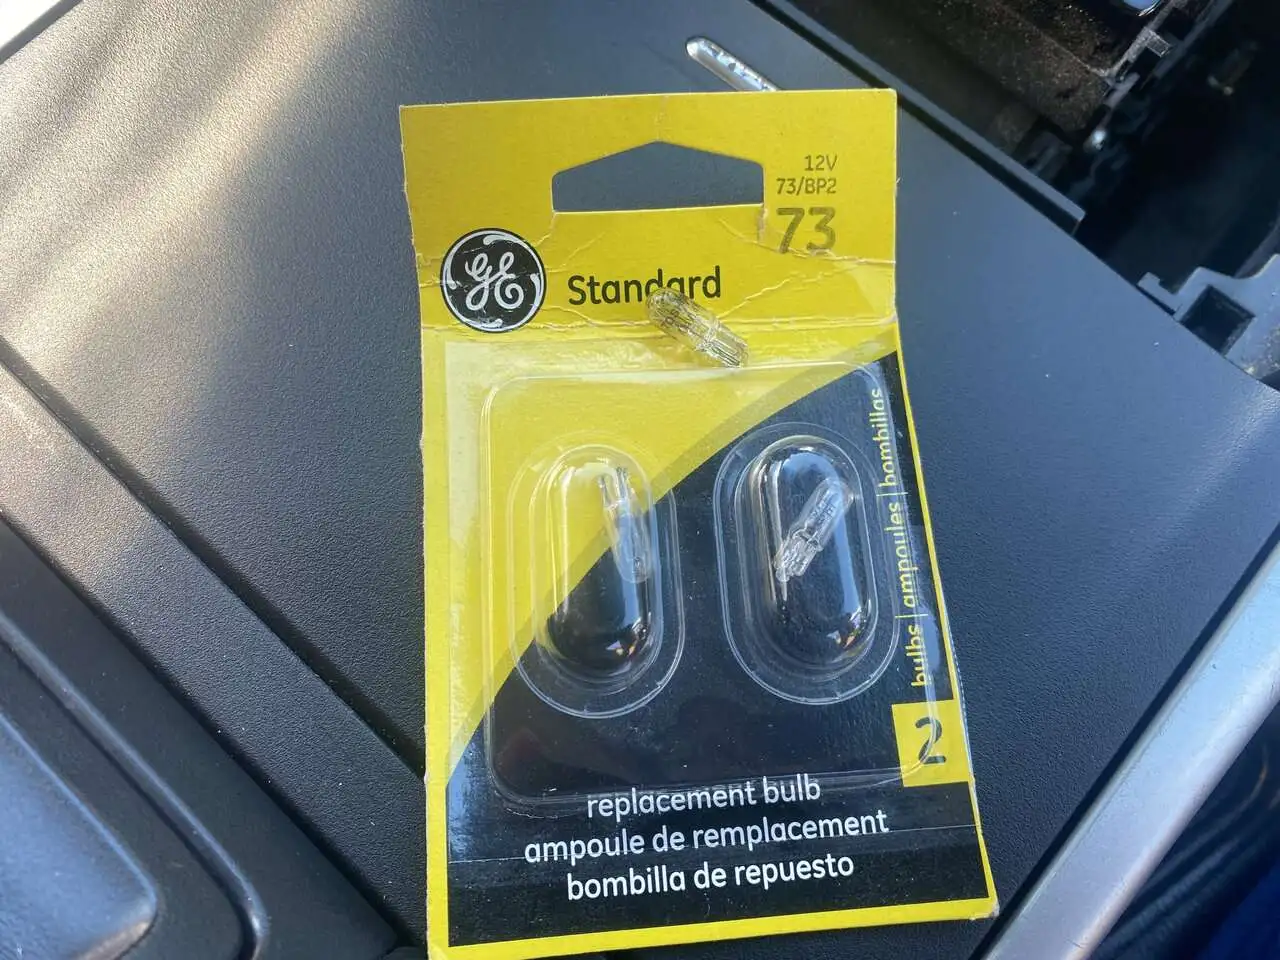 12V
73/BP2
73
GE
Standard
bulbs | ampoules | bombillas
2
replacement bulb
ampoule de remplacement
bombilla de repuesto